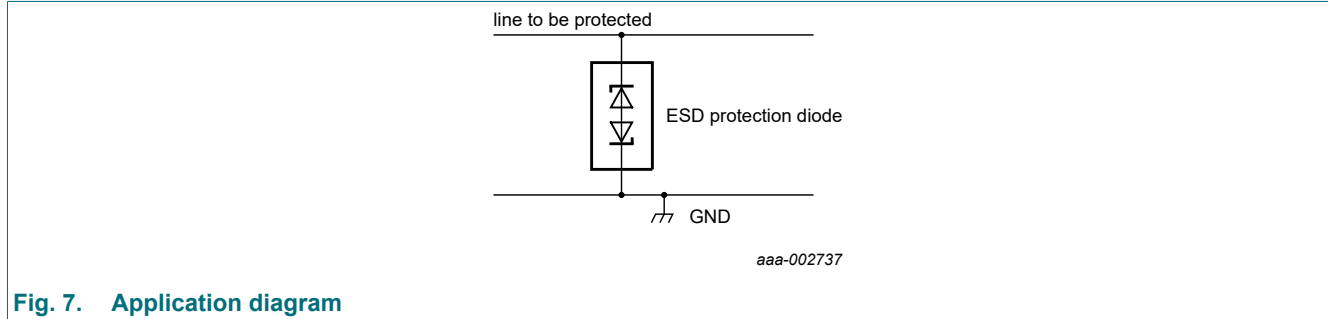 line to be protected
ESD protection diode
GND
aaa-002737
Fig. 7. Application diagram